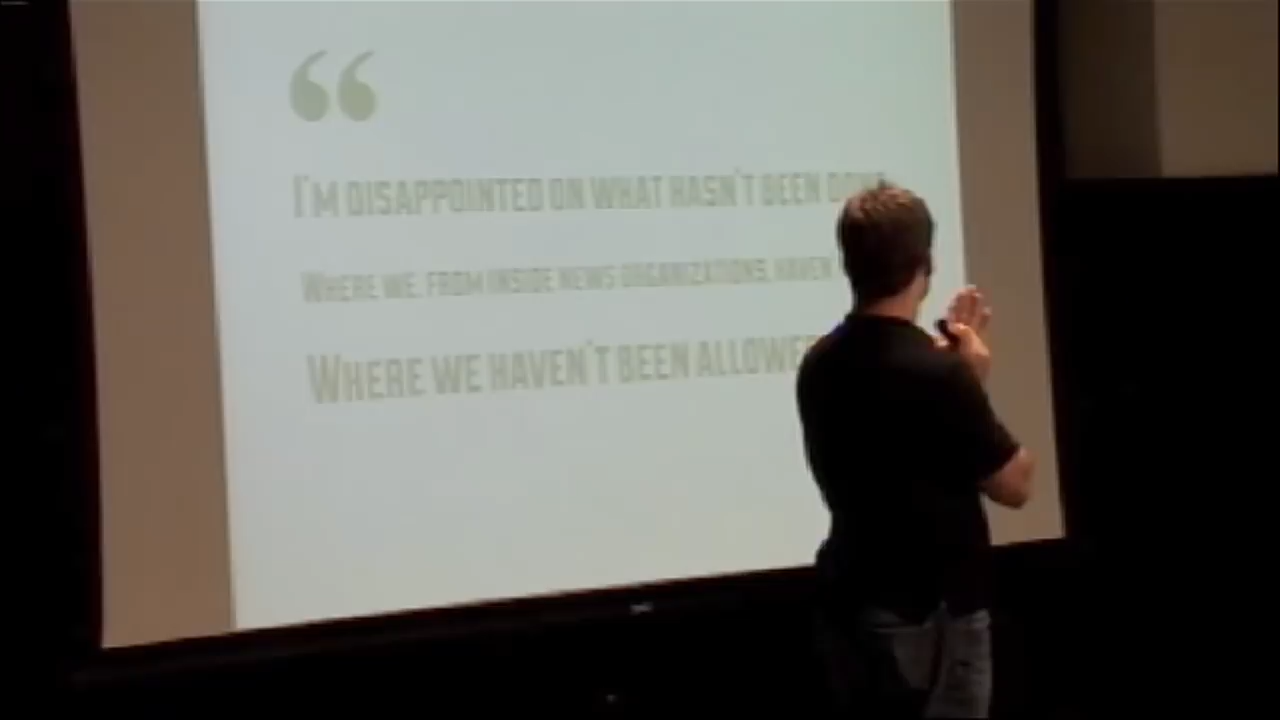 “
I'M DISAPPOINTED ON WHAT HASN'T BEEN DONE
WHERE WE, FROM INSIDE NEWS ORGANIZATIONS, HAVEN
WHERE WE HAVEN'T BEEN ALLOWED